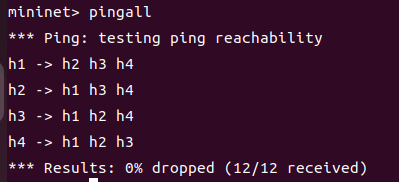 mininet> pingall
*** Ping: testing ping reachability
h1 -> h2 h3 h4
h2 -> h1 h3 h4
h3 -> h1 h2 h4
h4 -> h1 h2 h3
*** Results: 0% dropped (12/12 received)